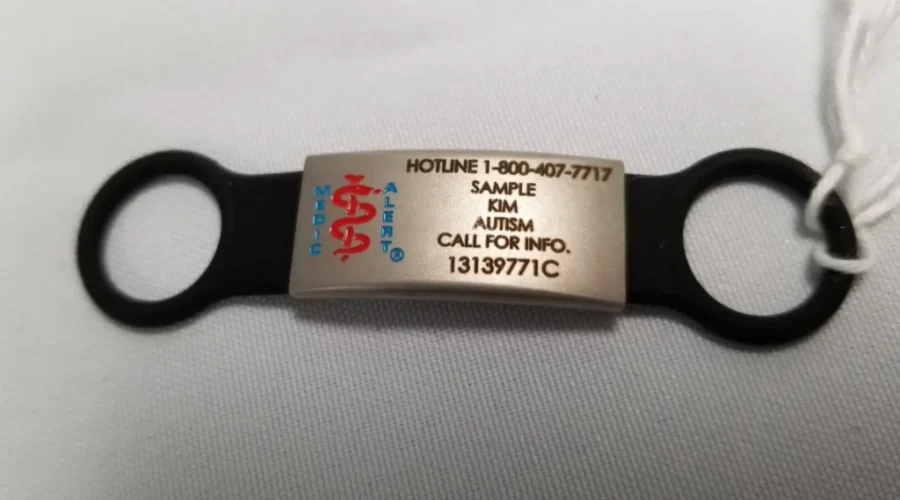 MEDIC
ALERT®
HOTLINE 1-800-407-7717
SAMPLE
KIM
AUTISM
CALL FOR INFO.
13139771C